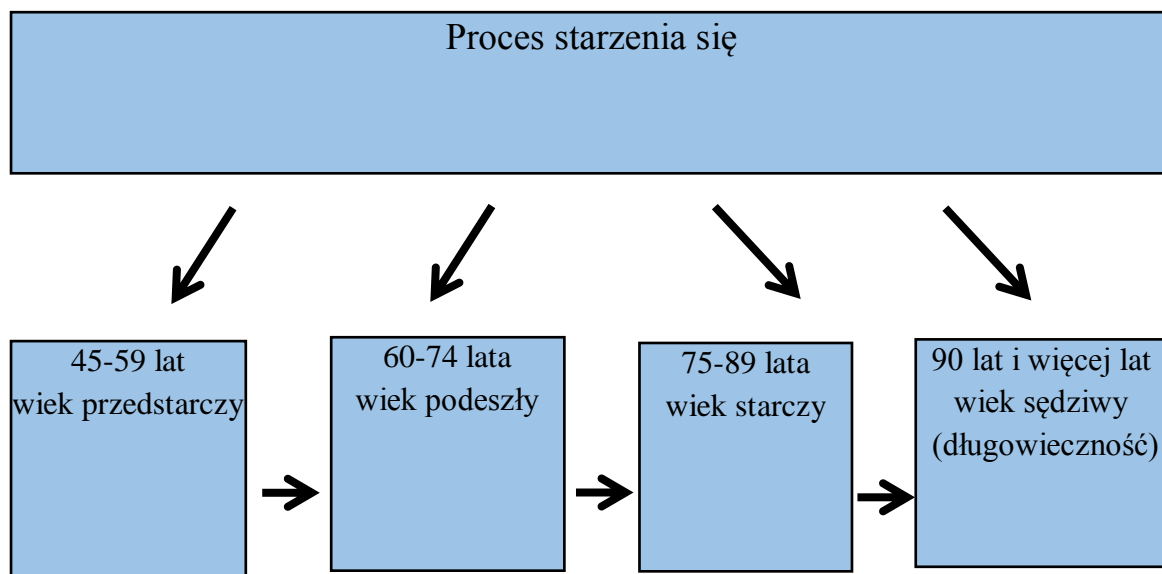 Proces starzenia się
45-59 lat
wiek przedstarczy
60-74 lata
wiek podeszły
75-89 lata
wiek starczy
90 lat i więcej lat
wiek sędziwy
(długowieczność)